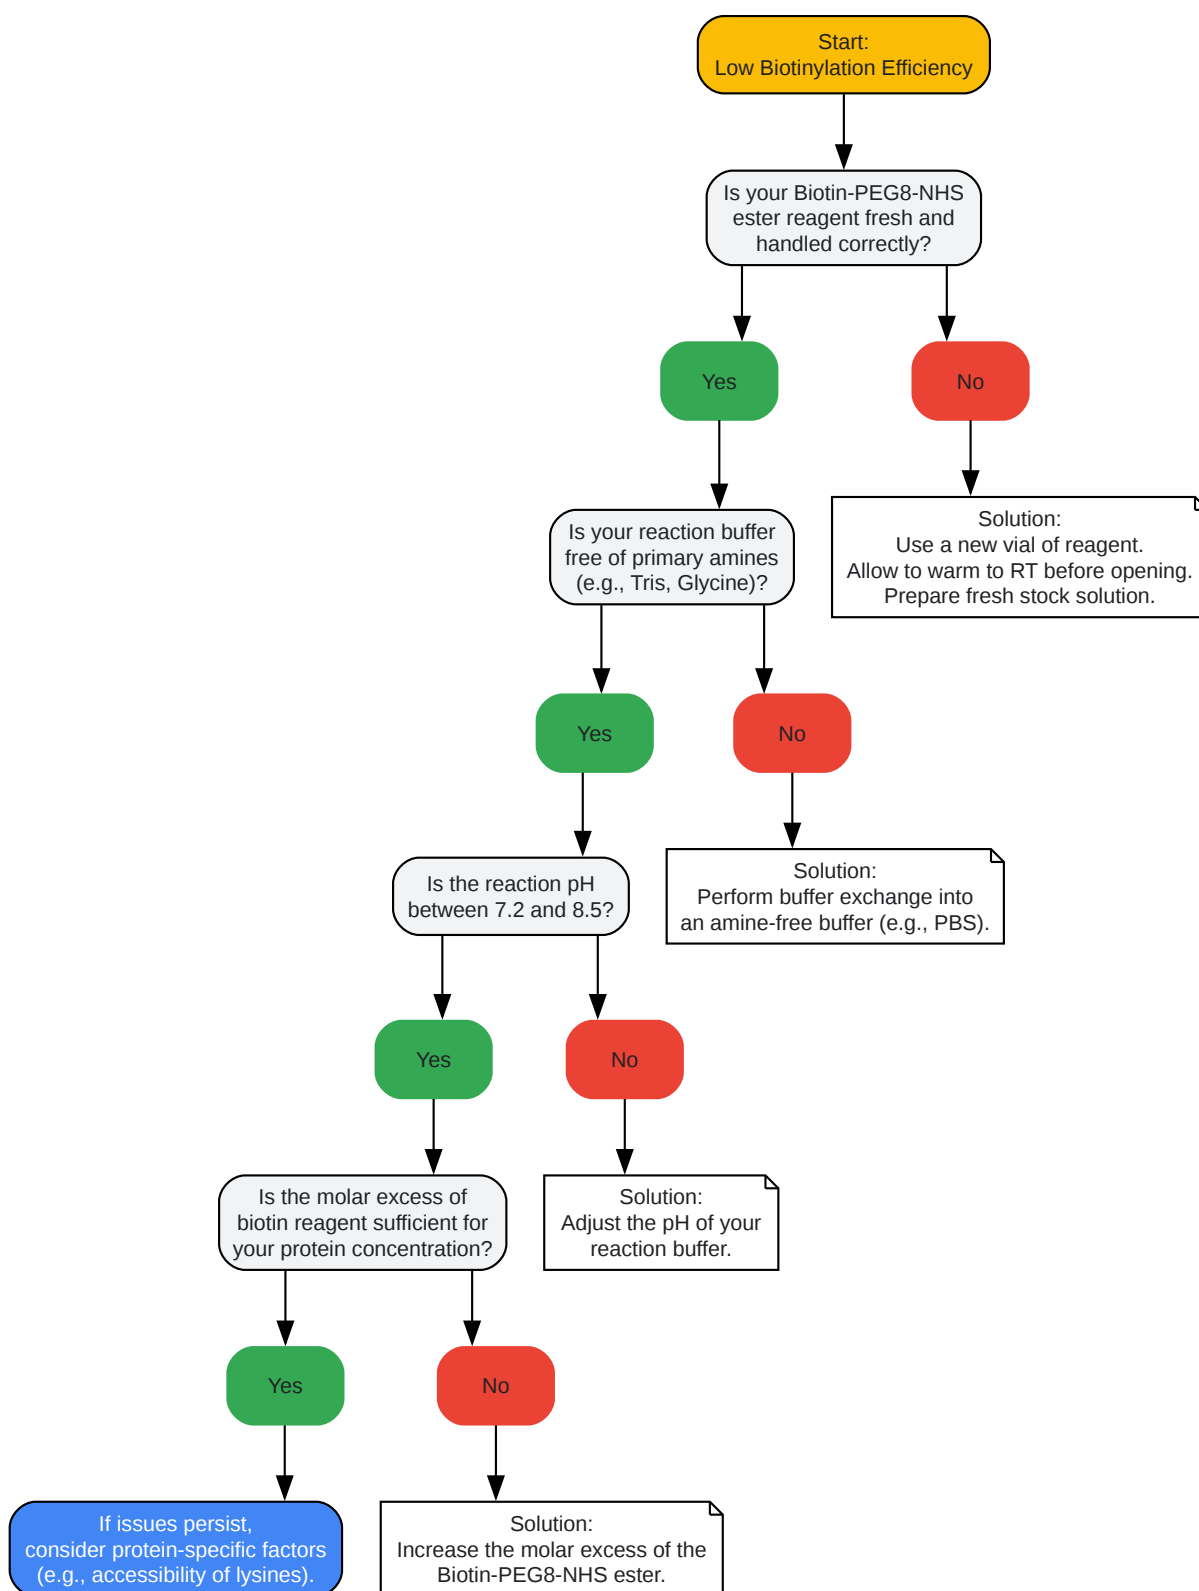 Start:
Low Biotinylation Efficiency
Is your Biotin-PEG8-NHS
ester reagent fresh and
handled correctly?
Yes
No
Solution:
Use a new vial of reagent.
Allow to warm to RT before opening.
Prepare fresh stock solution.
Is your reaction buffer
free of primary amines
(e.g., Tris, Glycine)?
Yes
No
Solution:
Perform buffer exchange into
an amine-free buffer (e.g., PBS).
Is the reaction pH
between 7.2 and 8.5?
Yes
No
Solution:
Adjust the pH of your
reaction buffer.
Is the molar excess of
biotin reagent sufficient for
your protein concentration?
Yes
No
If issues persist,
consider protein-specific factors
(e.g., accessibility of lysines).
Solution:
Increase the molar excess of the
Biotin-PEG8-NHS ester.